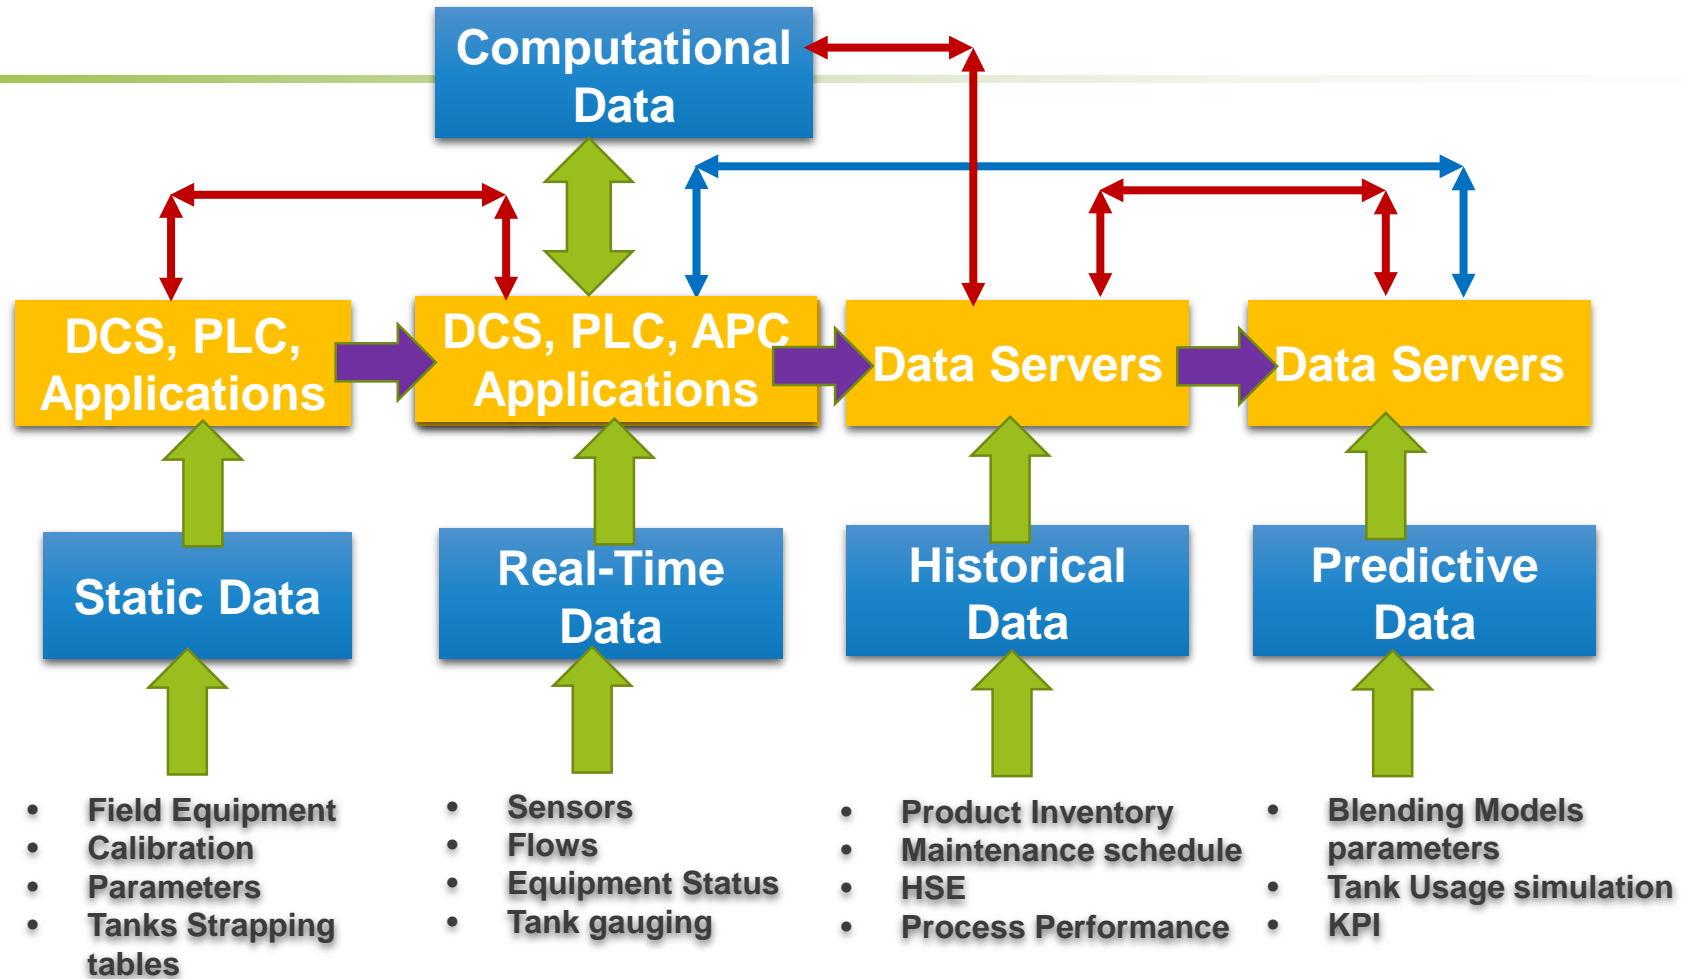 Computational
Data
DCS, PLC,
Applications
DCS, PLC, APC
Applications
Data Servers
Data Servers
Static Data
Real-Time
Data
Historical
Data
Predictive
Data
• Field Equipment
• Calibration
• Parameters
• Tanks Strapping
tables
• Sensors
• Flows
• Equipment Status
• Tank gauging
• Product Inventory
• Maintenance schedule
• HSE
• Process Performance
• Blending Models
parameters
• Tank Usage simulation
• KPI